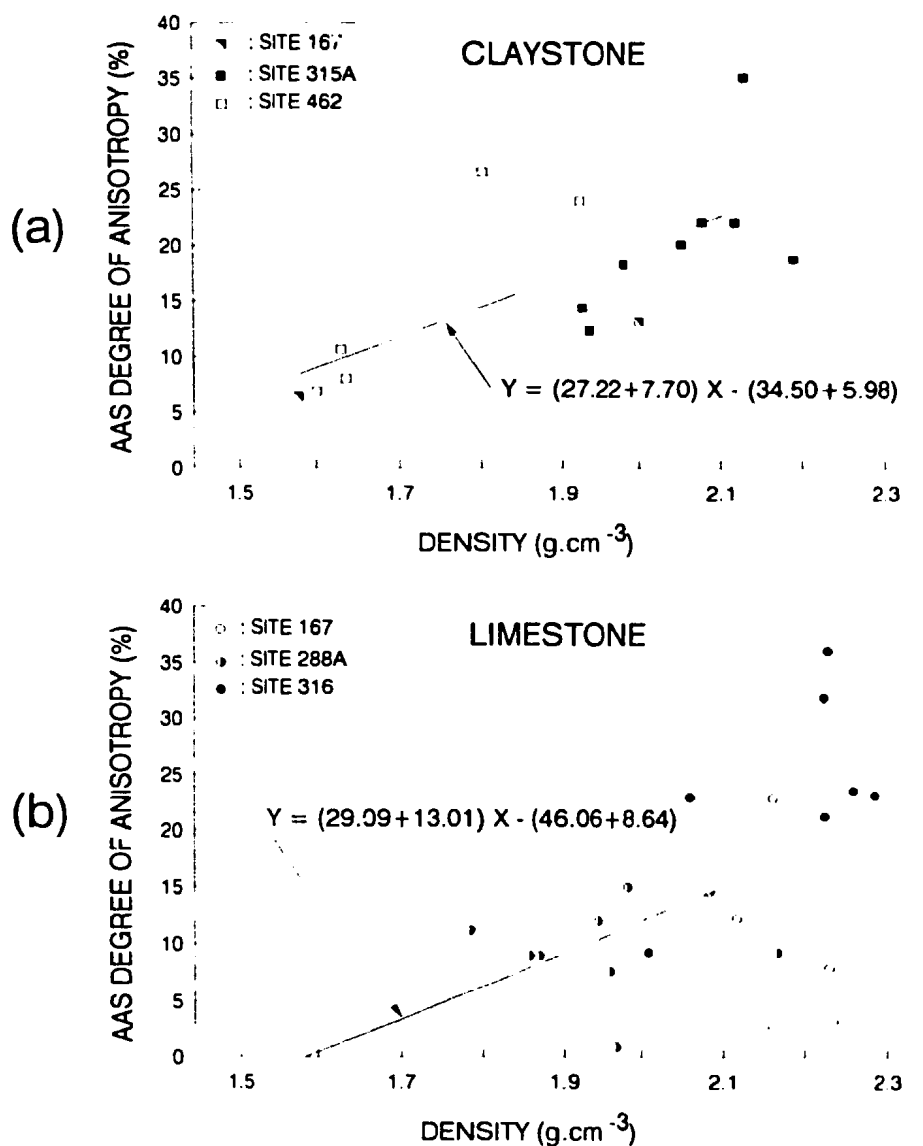 CLAYSTONE
: SITE 167
: SITE 315A
: SITE 462
(a)
AAS DEGREE OF ANISOTROPY (%)
40
35
30
25
20
15
10
5
0
Y = (27.22+7.70) X - (34.50+5.98)
1.5 1.7 1.9 2.1 2.3
DENSITY (g.cm -3)
LIMESTONE
: SITE 167
: SITE 288A
: SITE 316
(b)
AAS DEGREE OF ANISOTROPY (%)
40
35
30
25
20
15
10
5
0
Y = (29.09+13.01) X - (46.06+8.64)
1.5 1.7 1.9 2.1 2.3
DENSITY (g.cm -3)